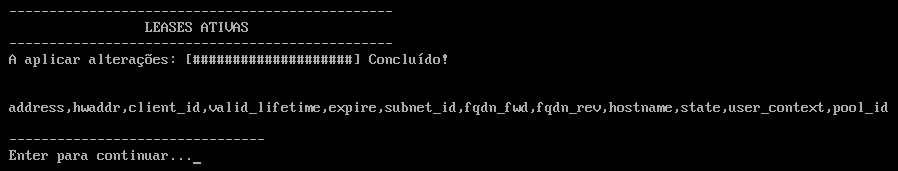 ------------------------------------------------
LEASES ATIVAS
------------------------------------------------
A aplicar alterações: [####################] Concluído!
address,hwaddr,client_id,valid_lifetime,expire,subnet_id,fqdn_fwd,fqdn_rev,hostname,state,user_context,pool_id
--------------------------------
Enter para continuar..._